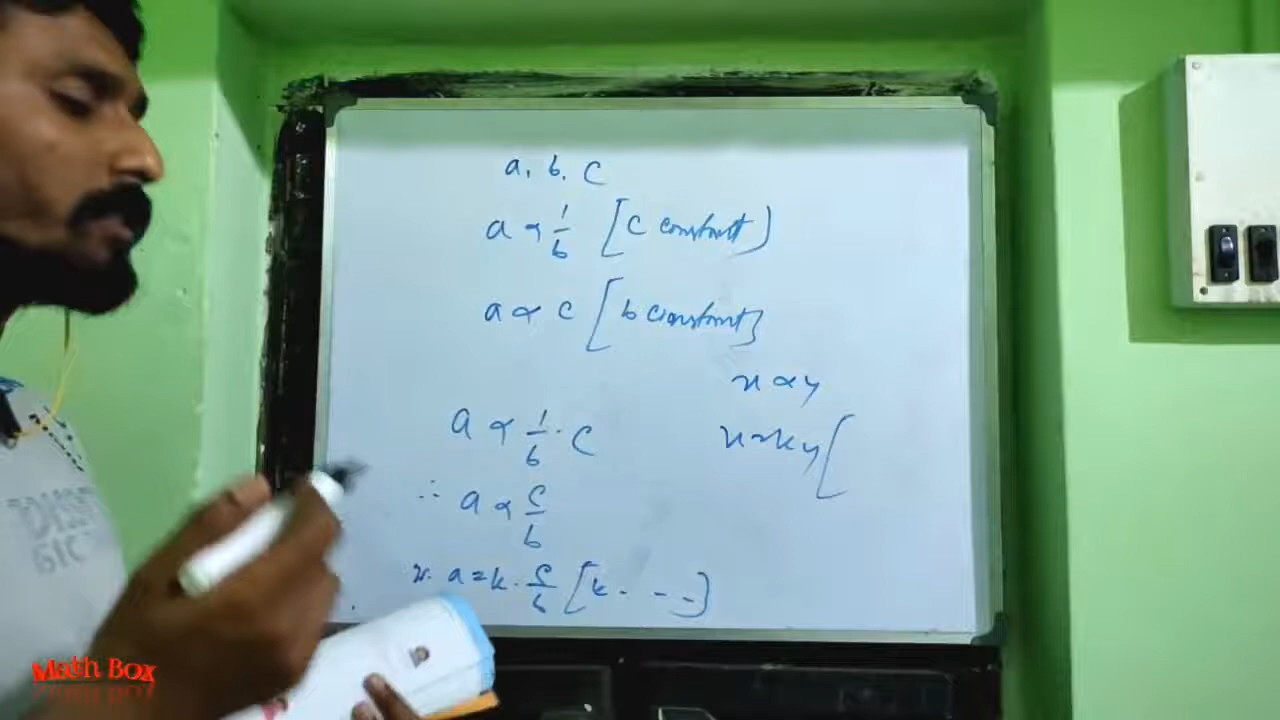 a, b, c
a ∝ 1/b [c constant]
a ∝ c [b constant]
x ∝ y
x = ky [
a ∝ 1/b · c
∴ a ∝ c/b
a = k · c/b [k . - - -]
Math Box